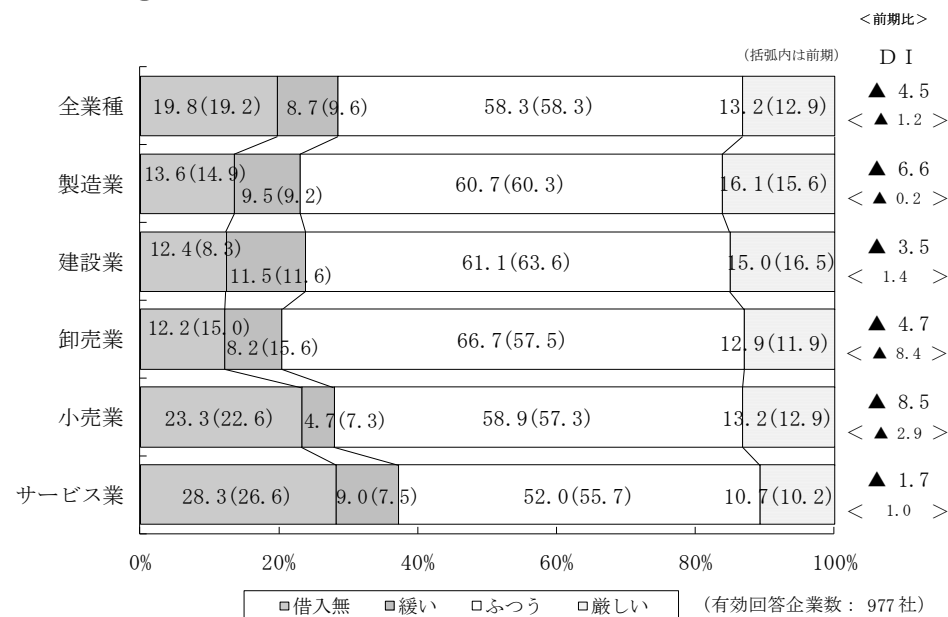 <前期比>
(括弧内は前期) ＤＩ
全業種 19.8(19.2) 8.7(9.6) 58.3(58.3) 13.2(12.9) ▲ 4.5
< ▲ 1.2 >
製造業 13.6(14.9) 9.5(9.2) 60.7(60.3) 16.1(15.6) ▲ 6.6
< ▲ 0.2 >
建設業 12.4(8.3) 11.5(11.6) 61.1(63.6) 15.0(16.5) ▲ 3.5
< 1.4 >
卸売業 12.2(15.0) 8.2(15.6) 66.7(57.5) 12.9(11.9) ▲ 4.7
< ▲ 8.4 >
小売業 23.3(22.6) 4.7(7.3) 58.9(57.3) 13.2(12.9) ▲ 8.5
< ▲ 2.9 >
サービス業 28.3(26.6) 9.0(7.5) 52.0(55.7) 10.7(10.2) ▲ 1.7
< 1.0 >
0% 20% 40% 60% 80% 100%
借入無 緩い ふつう 厳しい (有効回答企業数： 977社)